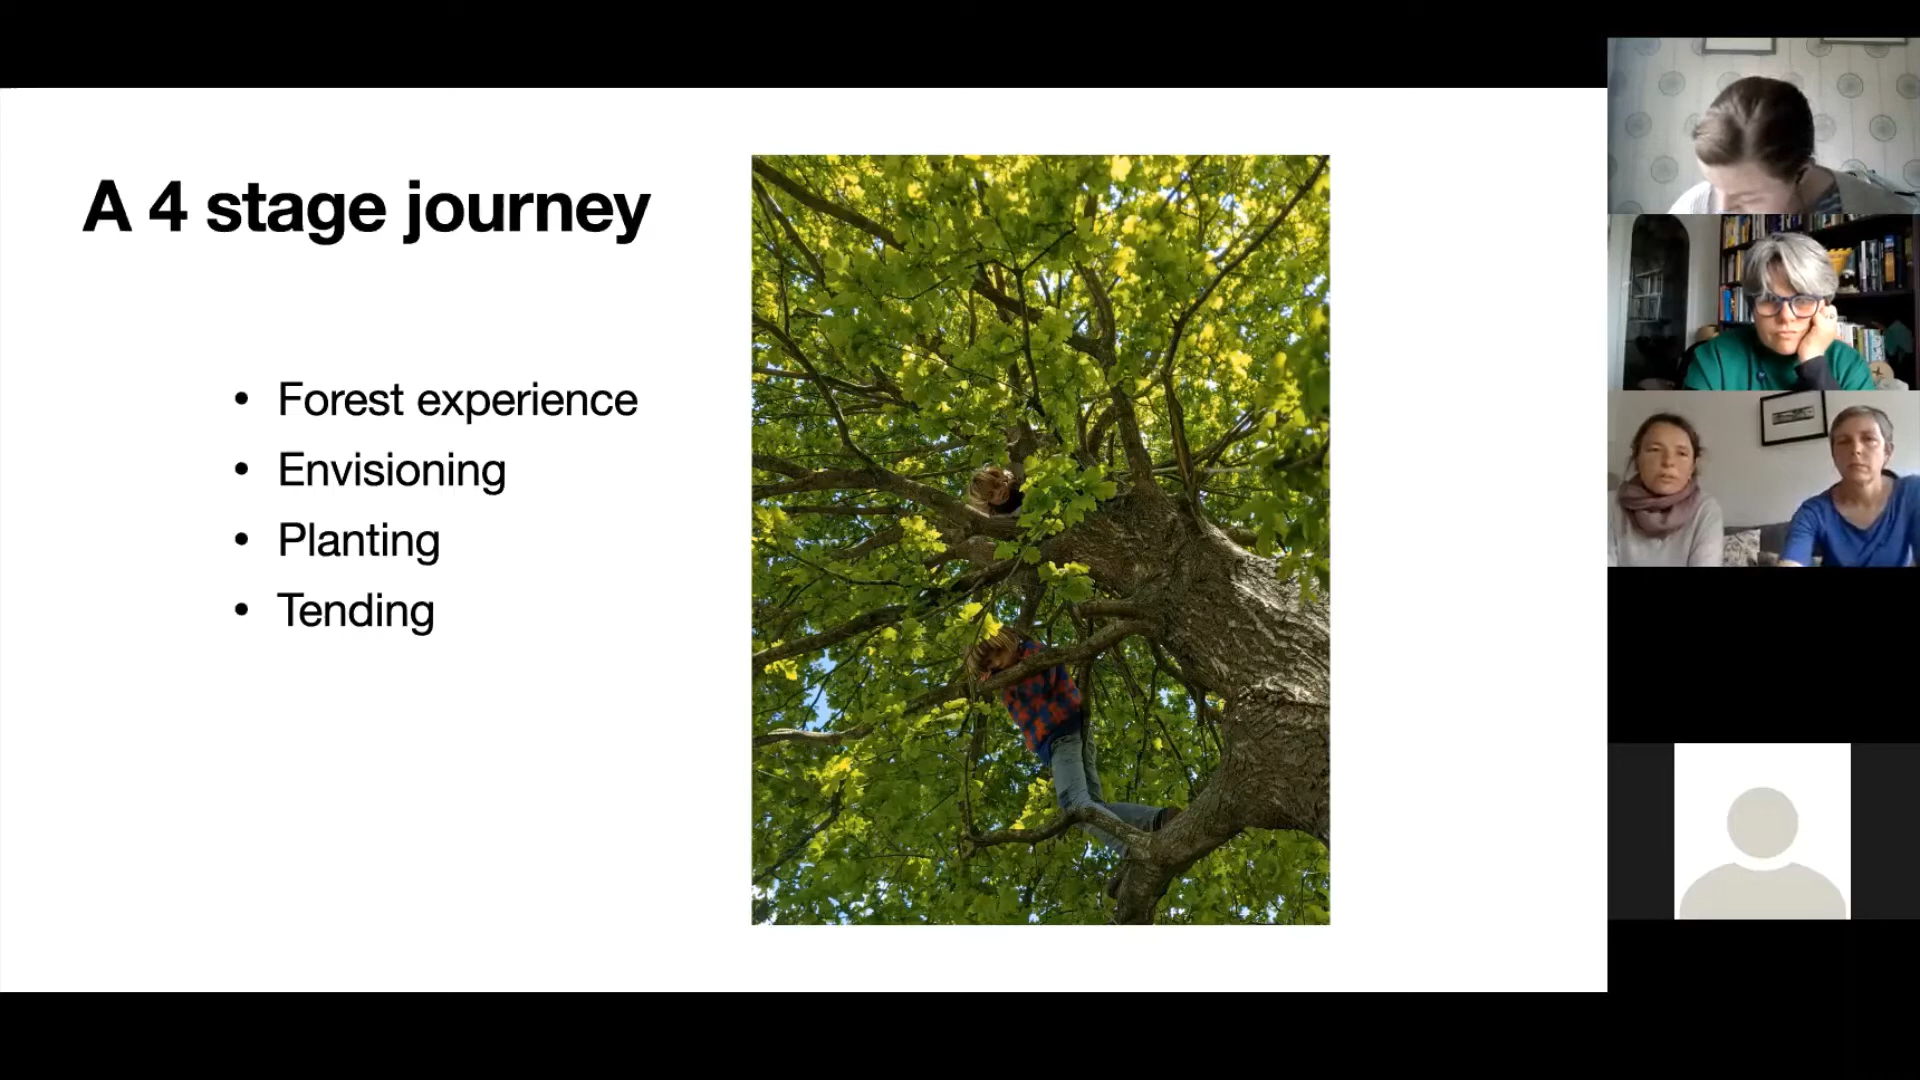 A 4 stage journey
• Forest experience
• Envisioning
• Planting
• Tending